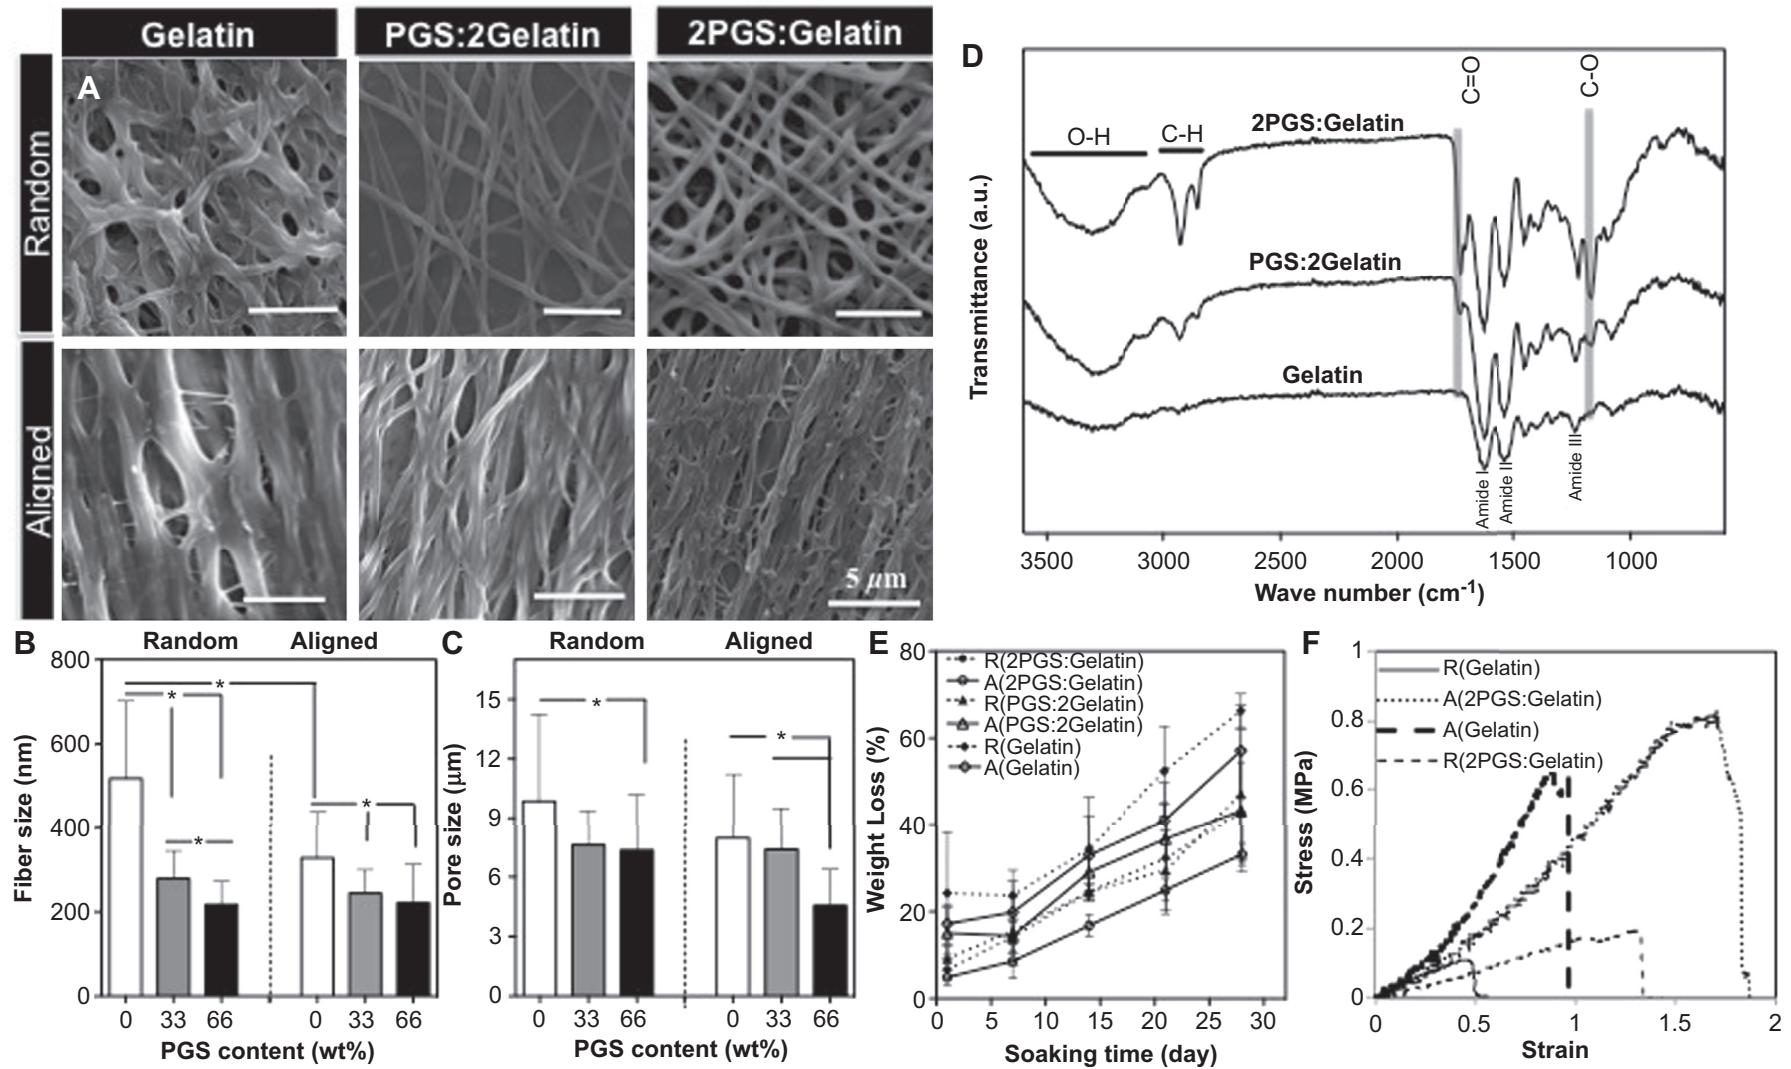 Gelatin
PGS:2Gelatin
2PGS:Gelatin
Random
Aligned
A
5 µm
D
Transmittance (a.u.)
O-H
C-H
C=O
C-O
2PGS:Gelatin
PGS:2Gelatin
Gelatin
Amide I
Amide II
Amide III
3500
3000
2500
2000
1500
1000
Wave number (cm-1)
B
Random
Aligned
Fiber size (nm)
800
600
400
200
0
*
*
*
*
0
33
66
0
33
66
PGS content (wt%)
C
Random
Aligned
Pore size (µm)
15
12
9
6
3
0
*
*
0
33
66
0
33
66
PGS content (wt%)
E
Weight Loss (%)
80
60
40
20
0
R(2PGS:Gelatin)
A(2PGS:Gelatin)
R(PGS:2Gelatin)
A(PGS:2Gelatin)
R(Gelatin)
A(Gelatin)
0
5
10
15
20
25
30
Soaking time (day)
F
Stress (MPa)
1
0.8
0.6
0.4
0.2
0
R(Gelatin)
A(2PGS:Gelatin)
A(Gelatin)
R(2PGS:Gelatin)
0
0.5
1
1.5
2
Strain